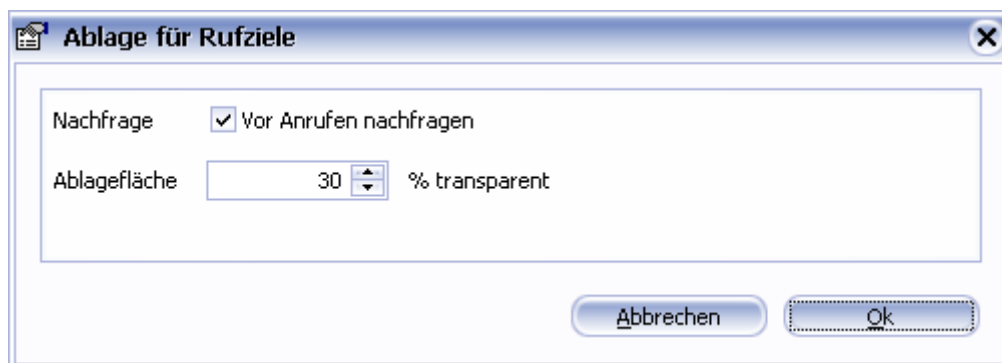 Ablage für Rufziele
Nachfrage Vor Anrufen nachfragen
Ablagefläche 30 % transparent
Abbrechen Ok